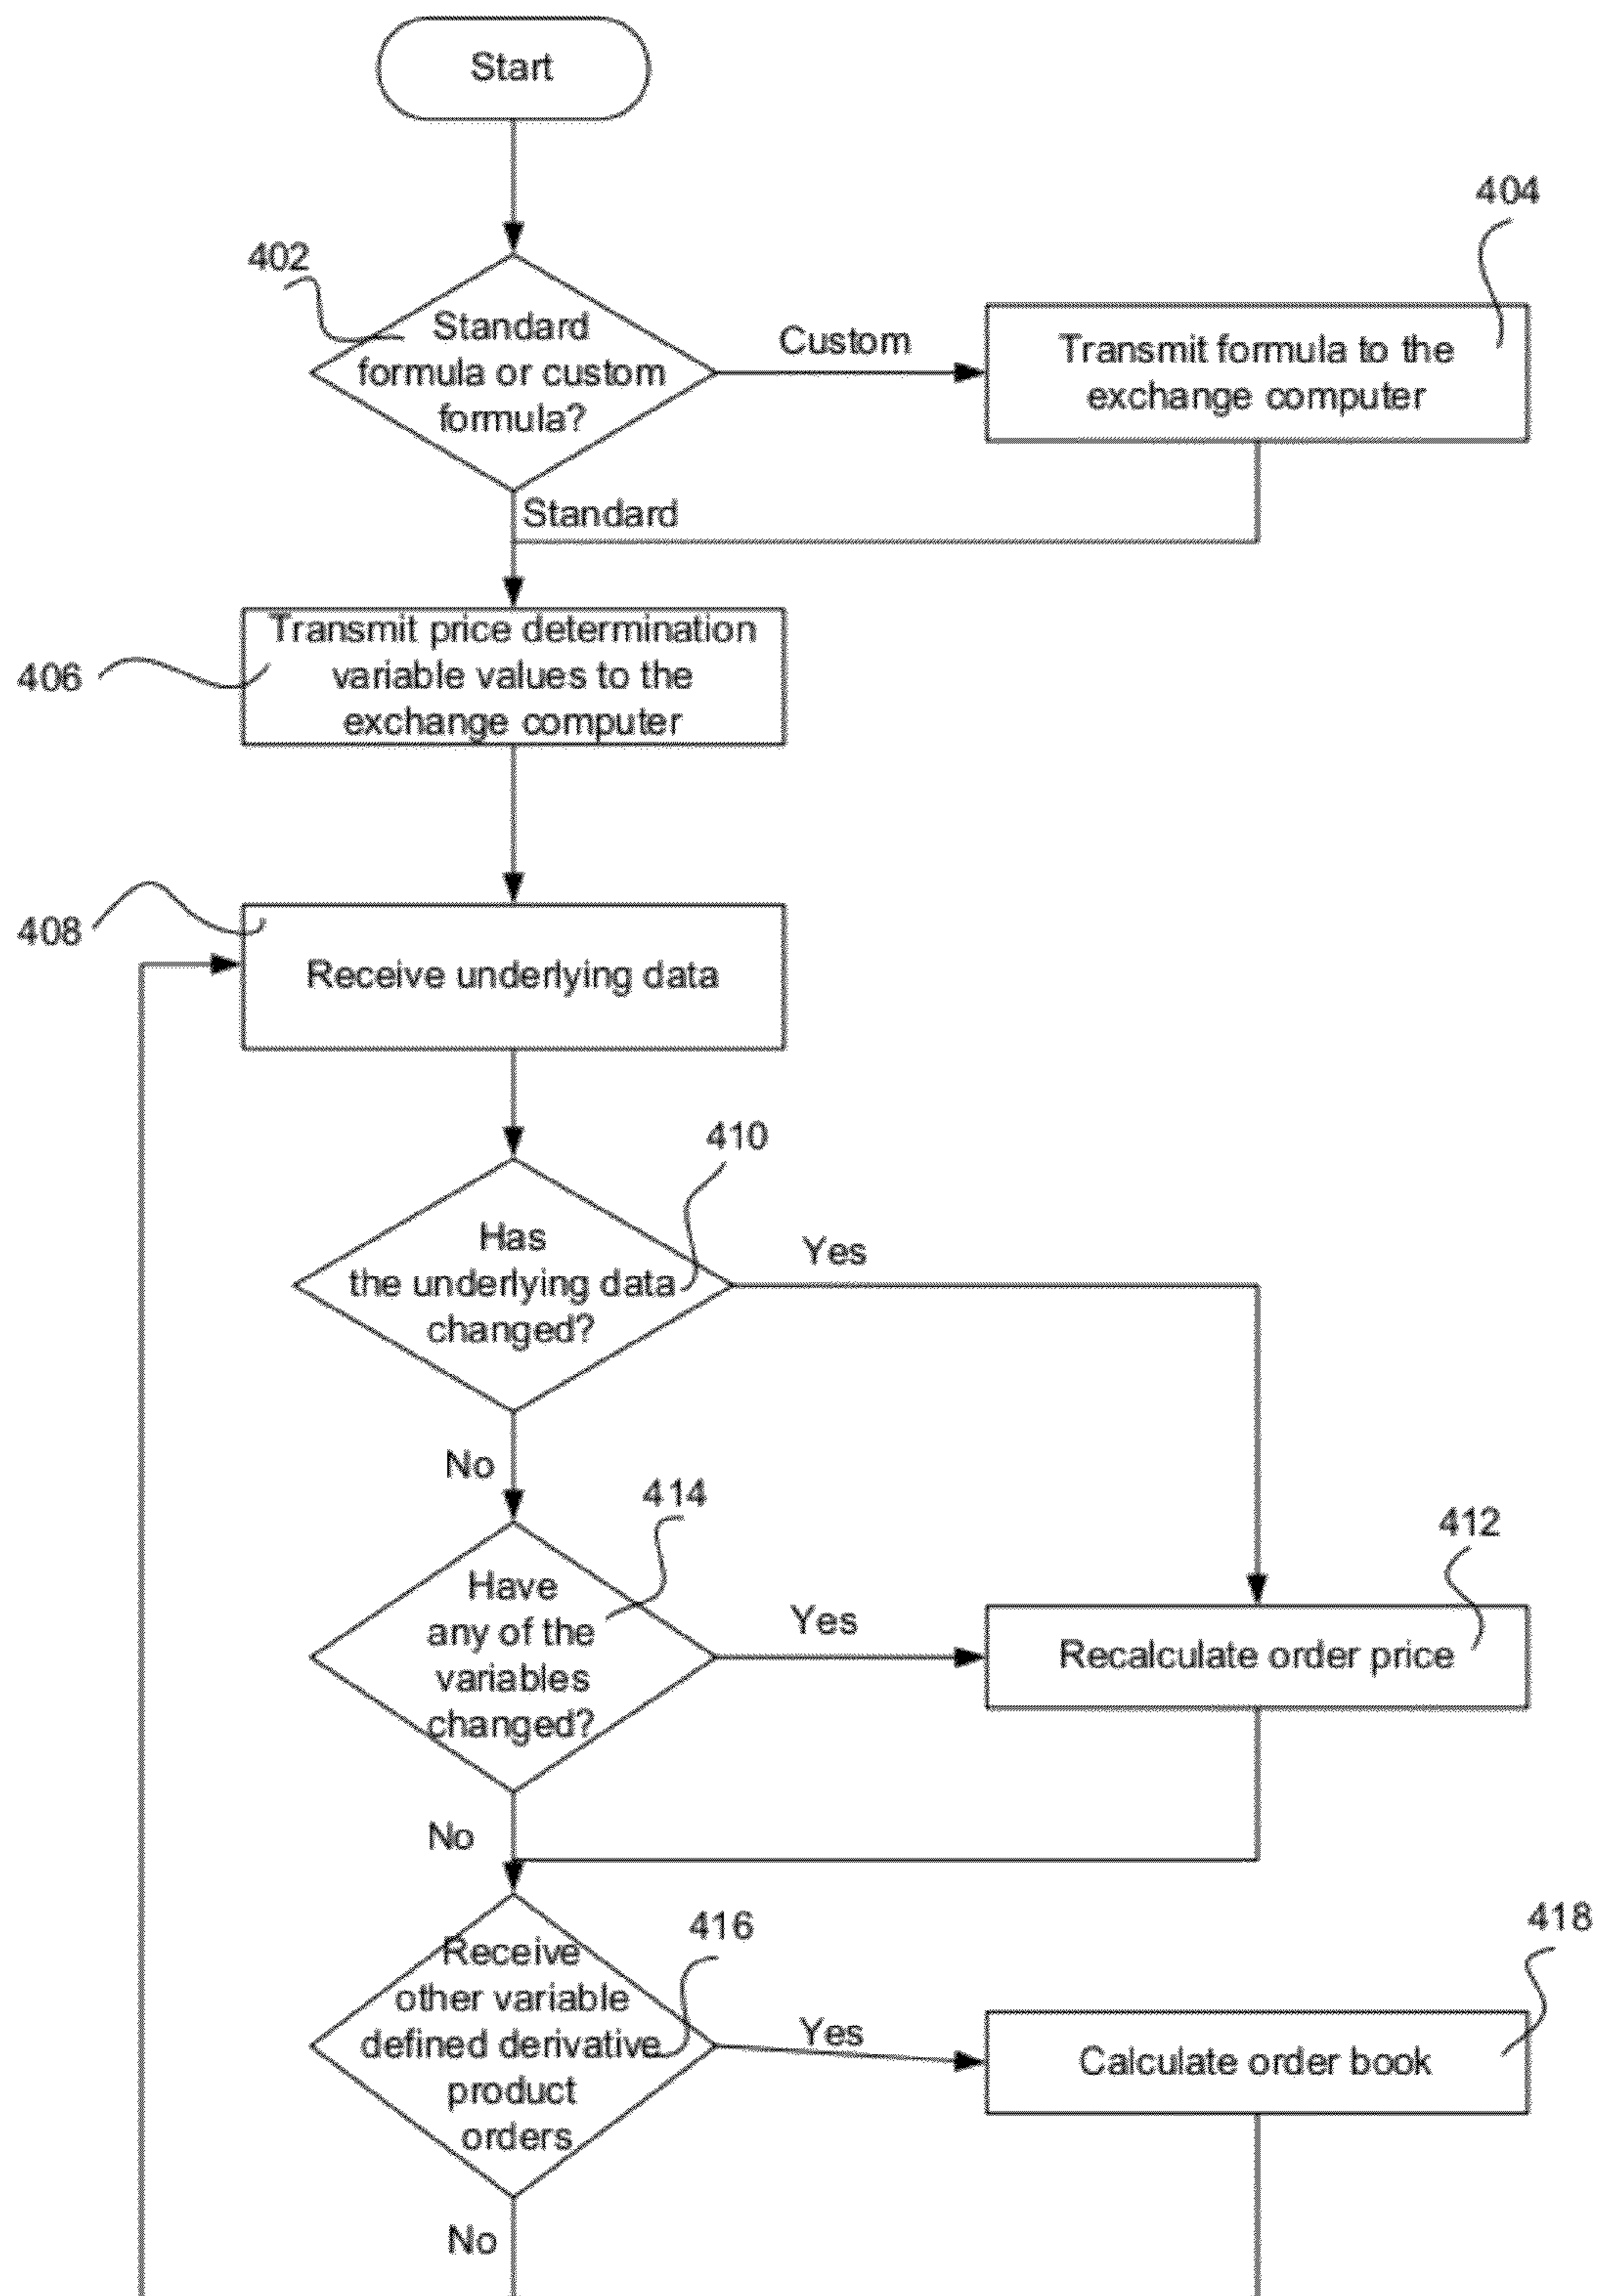 Start
404
402
Standard
formula or custom
formula?
Custom
Transmit formula to the
exchange computer
Standard
Transmit price determination
variable values to the
exchange computer
406
408
Receive underlying data
410
Has
the underlying data
changed?
Yes
No
414
412
Have
any of the
variables
changed?
Yes
Recalculate order price
No
416
418
Receive
other variable
defined derivative
product
orders
Yes
Calculate order book
No